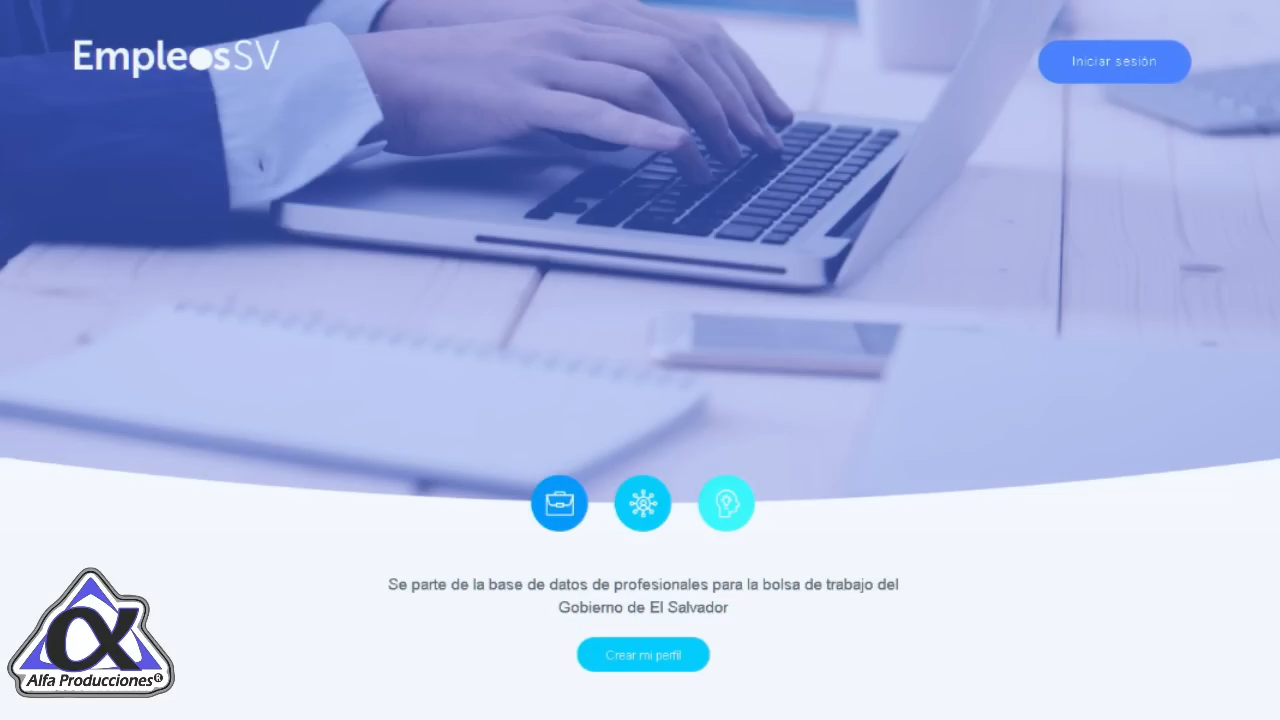 EmpleosSV
Iniciar sesión
Se parte de la base de datos de profesionales para la bolsa de trabajo del
Gobierno de El Salvador
Crear mi perfil
Alfa Producciones®